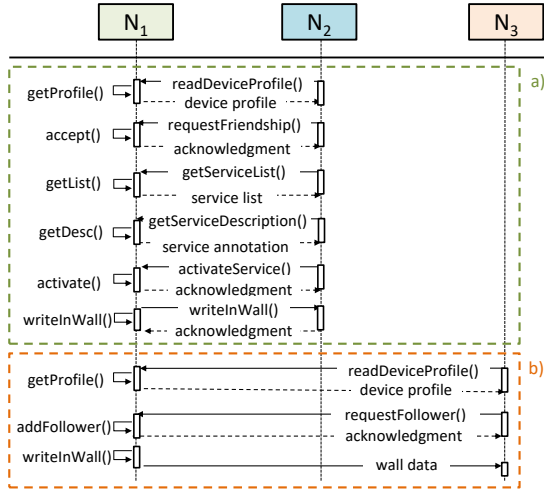 N1 N2 N3
a)
readDeviceProfile()
getProfile()
device profile
requestFriendship()
accept()
acknowledgment
getServiceList()
getList()
service list
getServiceDescription()
getDesc()
service annotation
activateService()
activate()
acknowledgment
writeInWall()
writeInWall()
acknowledgment
b)
readDeviceProfile()
getProfile()
device profile
requestFollower()
addFollower()
acknowledgment
writeInWall()
wall data